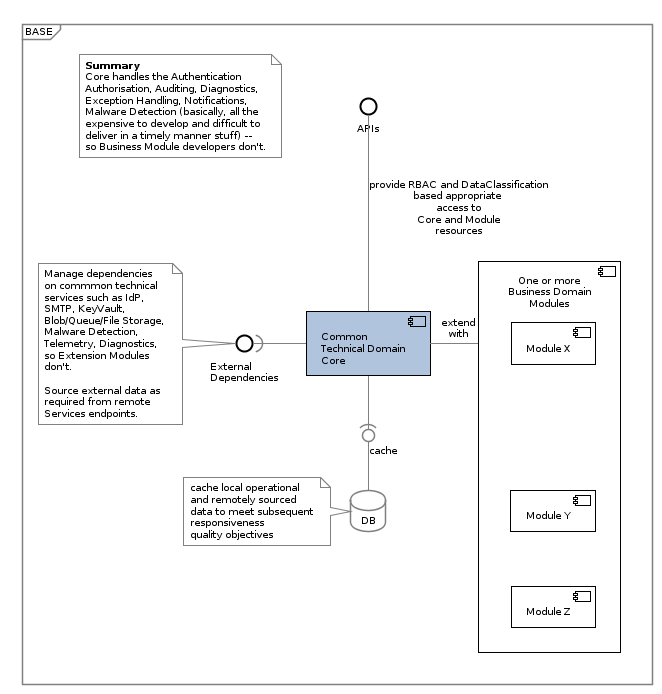 BASE
Summary
Core handles the Authentication
Authorisation, Auditing, Diagnostics,
Exception Handling, Notifications,
Malware Detection (basically, all the
expensive to develop and difficult to
deliver in a timely manner stuff) --
so Business Module developers don't.
APIs
provide RBAC and DataClassification
based appropriate
access to
Core and Module
resources
Manage dependencies
on commmon technical
services such as IdP,
SMTP, KeyVault,
Blob/Queue/File Storage,
Malware Detection,
Telemetry, Diagnostics,
so Extension Modules
don't.
Source external data as
required from remote
Services endpoints.
External
Dependencies
Common
Technical Domain
Core
extend
with
One or more
Business Domain
Modules
Module X
cache
cache local operational
and remotely sourced
data to meet subsequent
responsiveness
quality objectives
DB
Module Y
Module Z